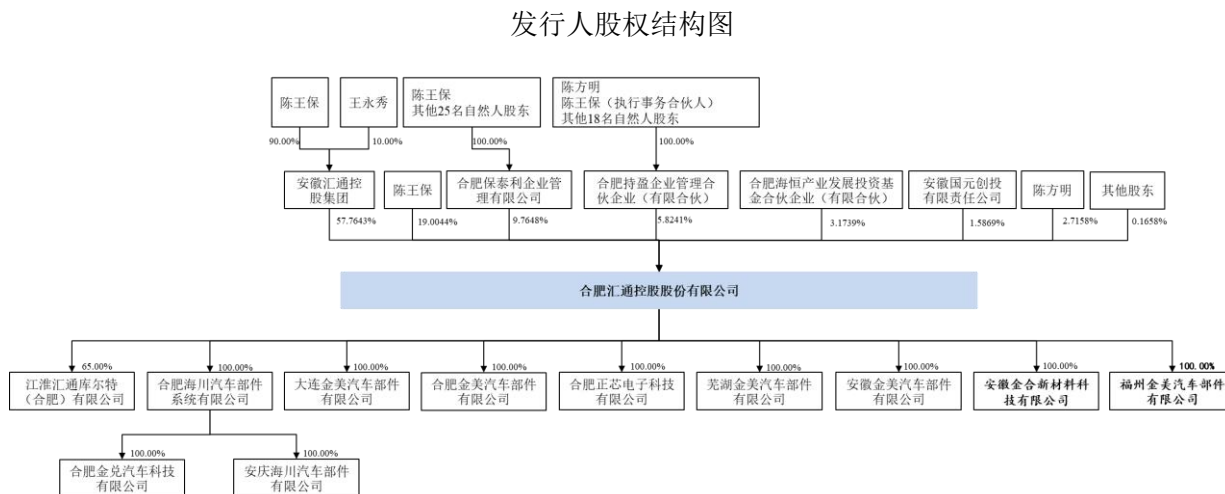 发行人股权结构图
陈王保
王永秀
陈王保
其他25名自然人股东
陈方明
陈王保（执行事务合伙人）
其他18名自然人股东
90.00%
10.00%
100.00%
100.00%
安徽汇通控
股集团
陈王保
合肥保泰利企业管
理有限公司
合肥持盈企业管理合
伙企业（有限合伙）
合肥海恒产业发展投资基
金合伙企业（有限合伙）
安徽国元创投
有限责任公司
陈方明
其他股东
57.7643%
19.0044%
9.7648%
5.8241%
3.1739%
1.5869%
2.7158%
0.1658%
合肥汇通控股股份有限公司
65.00%
100.00%
100.00%
100.00%
100.00%
100.00%
100.00%
100.00%
100.00%
江淮汇通库尔特
（合肥）有限公司
合肥海川汽车部件
系统有限公司
大连金美汽车部件
有限公司
合肥金美汽车部件
有限公司
合肥正芯电子科技
有限公司
芜湖金美汽车部件
有限公司
安徽金美汽车部件
有限公司
安徽金合新材料科
技有限公司
福州金美汽车部件
有限公司
100.00%
100.00%
合肥金兑汽车科技
有限公司
安庆海川汽车部件
有限公司